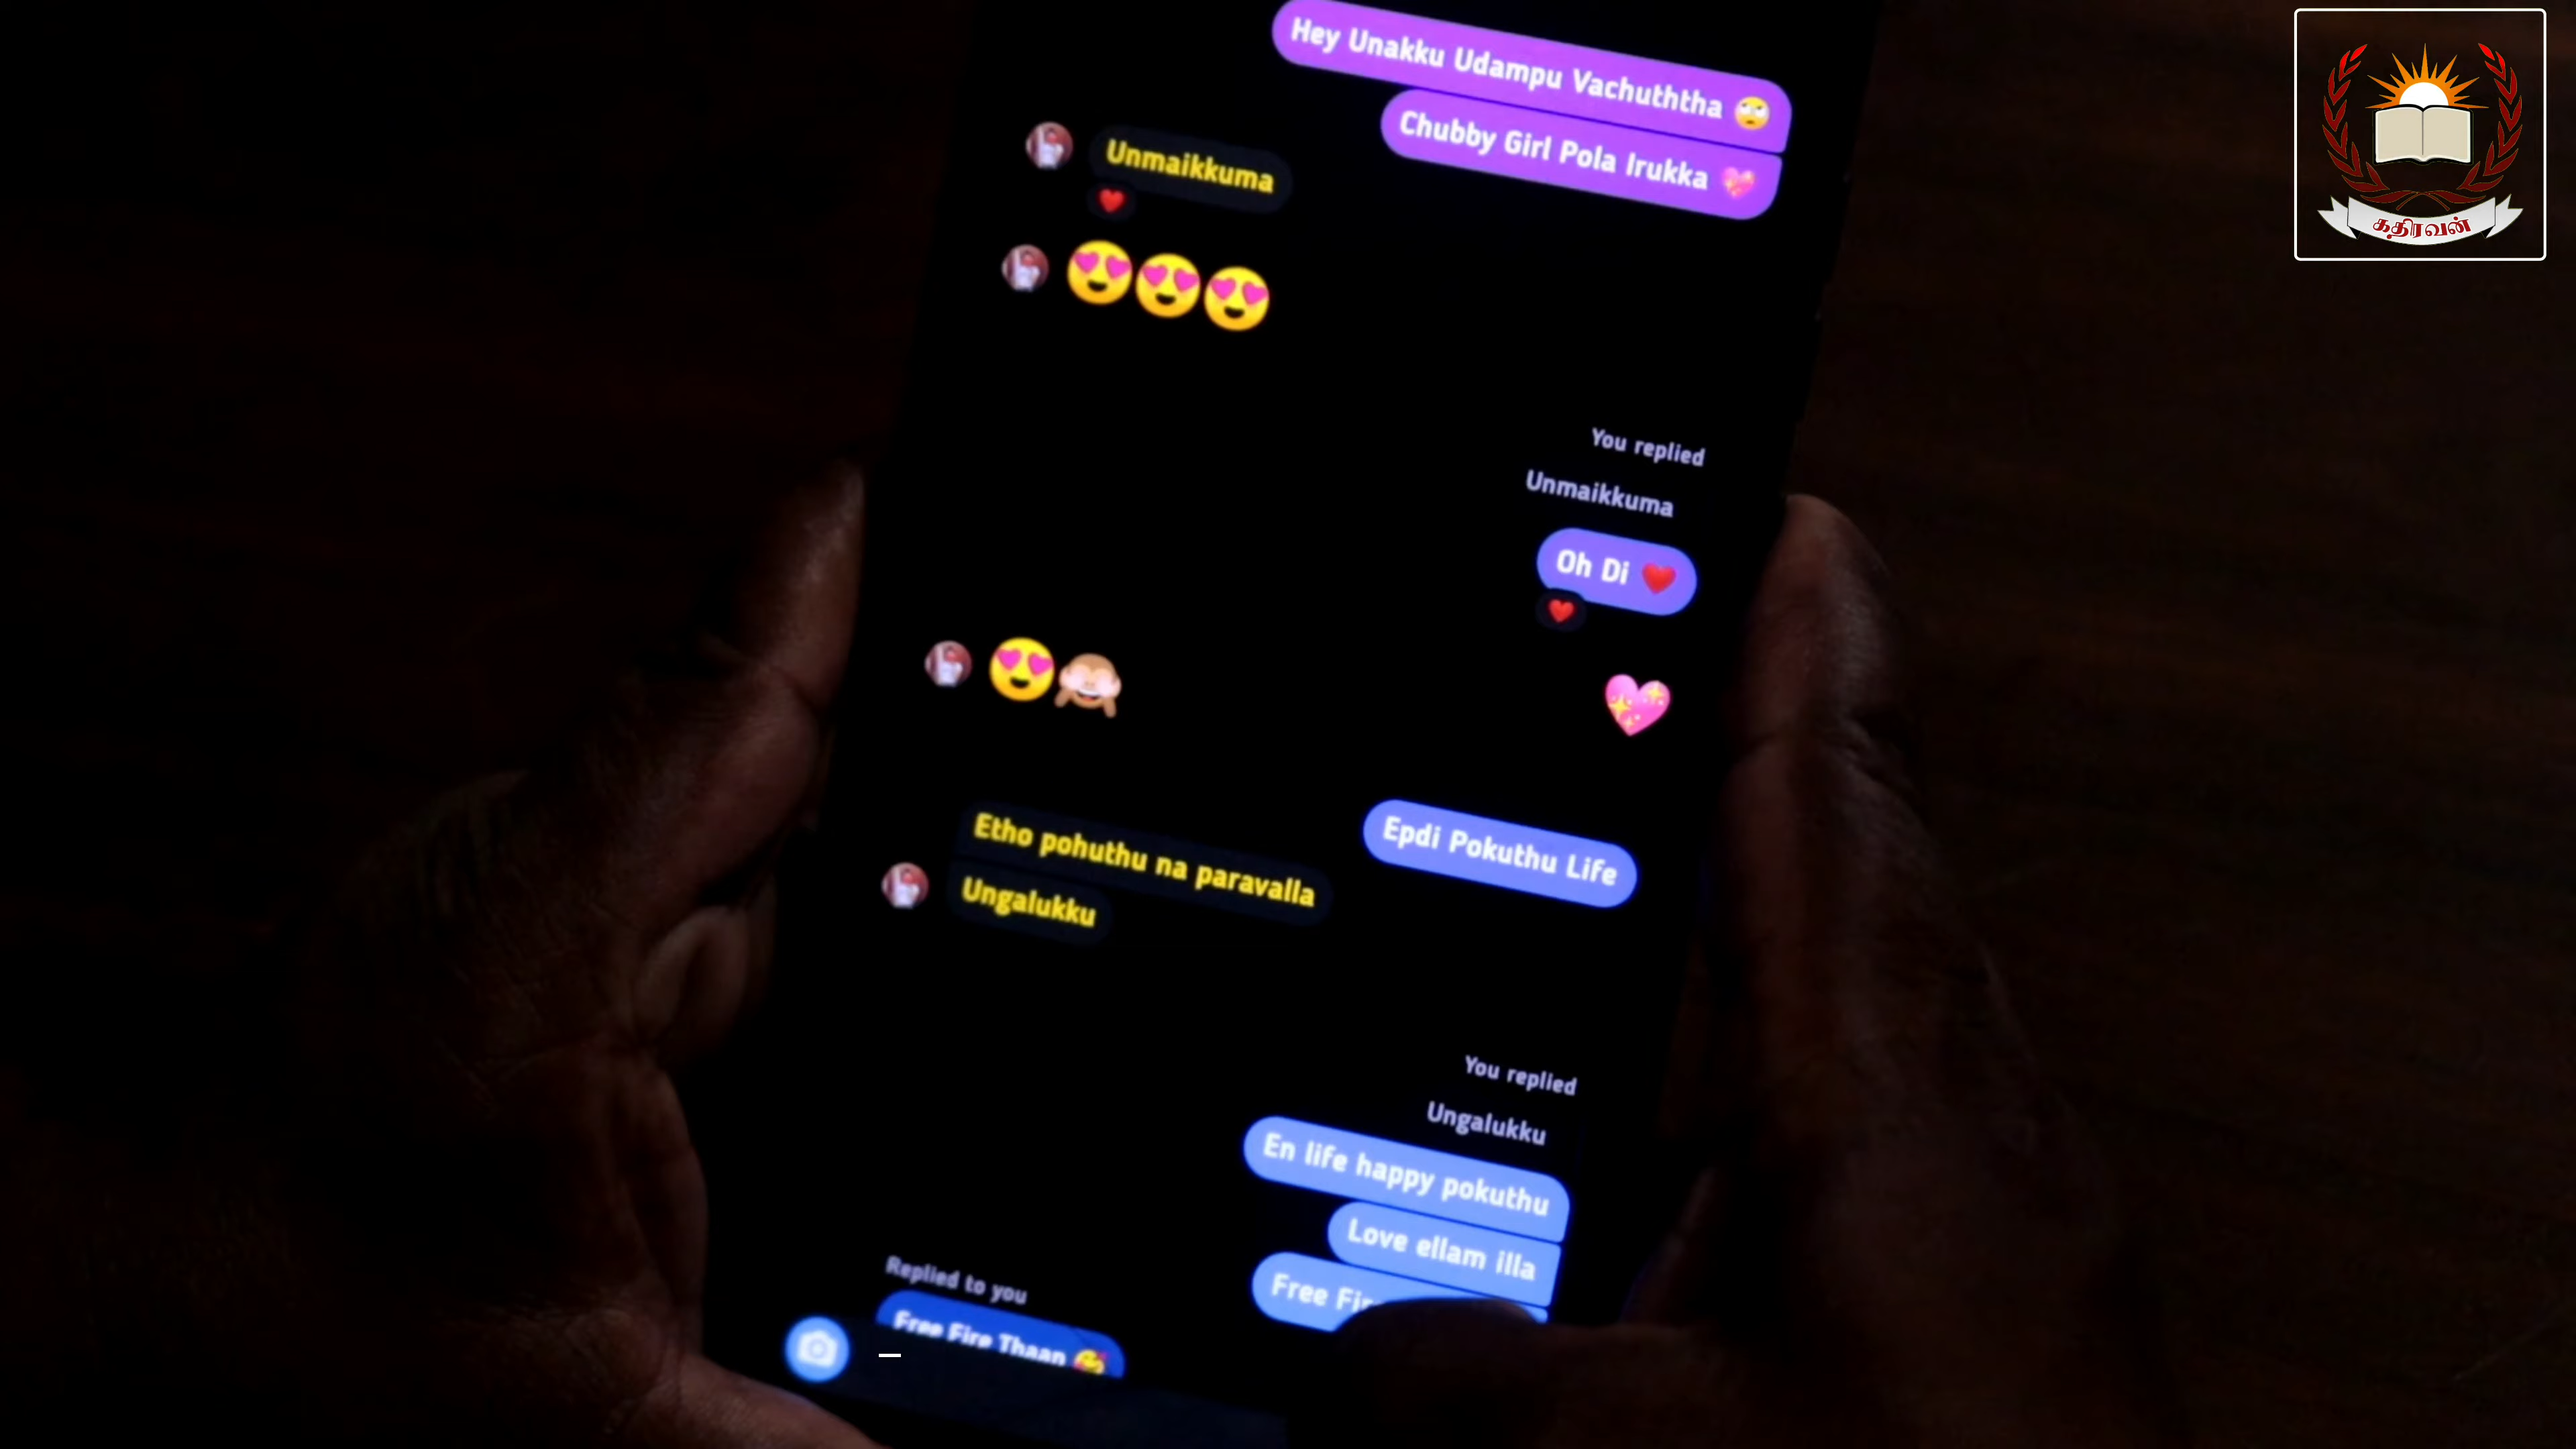 Hey Unakku Udampu Vachuththa 🙄
Chubby Girl Pola Irukka 💖
Unmaikkuma
You replied
Unmaikkuma
Oh Di ❤️
Epdi Pokuthu Life
Etho pohuthu na paravalla
Ungalukku
You replied
Ungalukku
En life happy pokuthu
Love ellam illa
Free
Replied to you
Free Fire Thaan 🥰
கதிரவன்